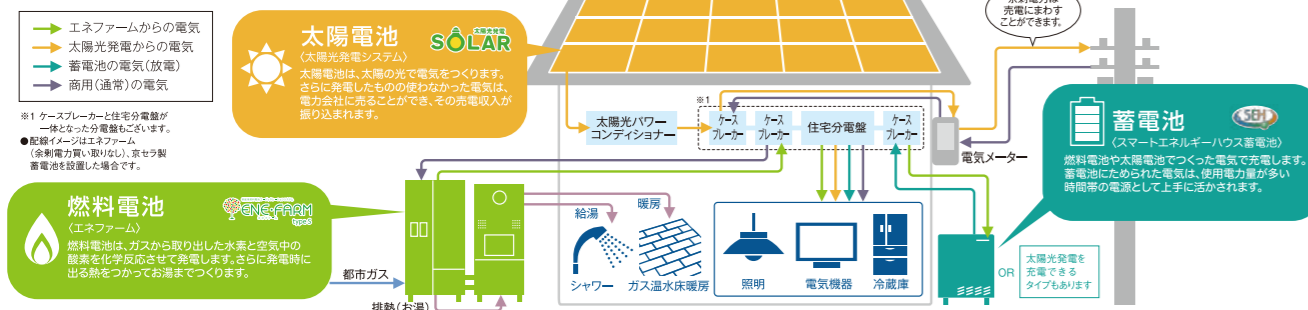 エネファームからの電気
太陽光発電からの電気
蓄電池の電気(放電)
商用(通常)の電気
※1 ケースブレーカーと住宅分電盤が
一体となった分電盤もございます。
●配線イメージはエネファーム
(余剰電力買い取りなし)、京セラ製
蓄電池を設置した場合です。
太陽電池
〈太陽光発電システム〉
太陽光発電
SOLAR
太陽電池は、太陽の光で電気をつくります。
さらに発電したものの使わなかった電気は、
電力会社に売ることができ、その売電収入が
振り込まれます。
余剰電力は
売電にまわす
ことができます。
※1
太陽光パワー
コンディショナー
ケース
ブレーカー
ケース
ブレーカー
住宅分電盤
ケース
ブレーカー
電気メーター
蓄電池
SEH
〈スマートエネルギーハウス蓄電池〉
燃料電池や太陽電池でつくった電気で充電します。
蓄電池にためられた電気は、使用電力量が多い
時間帯の電源として上手に活かされます。
燃料電池
〈エネファーム〉
ENE-FARM
type S
燃料電池は、ガスから取り出した水素と空気中の
酸素を化学反応させて発電します。さらに発電時に
出る熱をつかってお湯までつくります。
都市ガス
排熱(お湯)
給湯
暖房
シャワー
ガス温水床暖房
照明
電気機器
冷蔵庫
OR
太陽光発電を
充電できる
タイプもあります